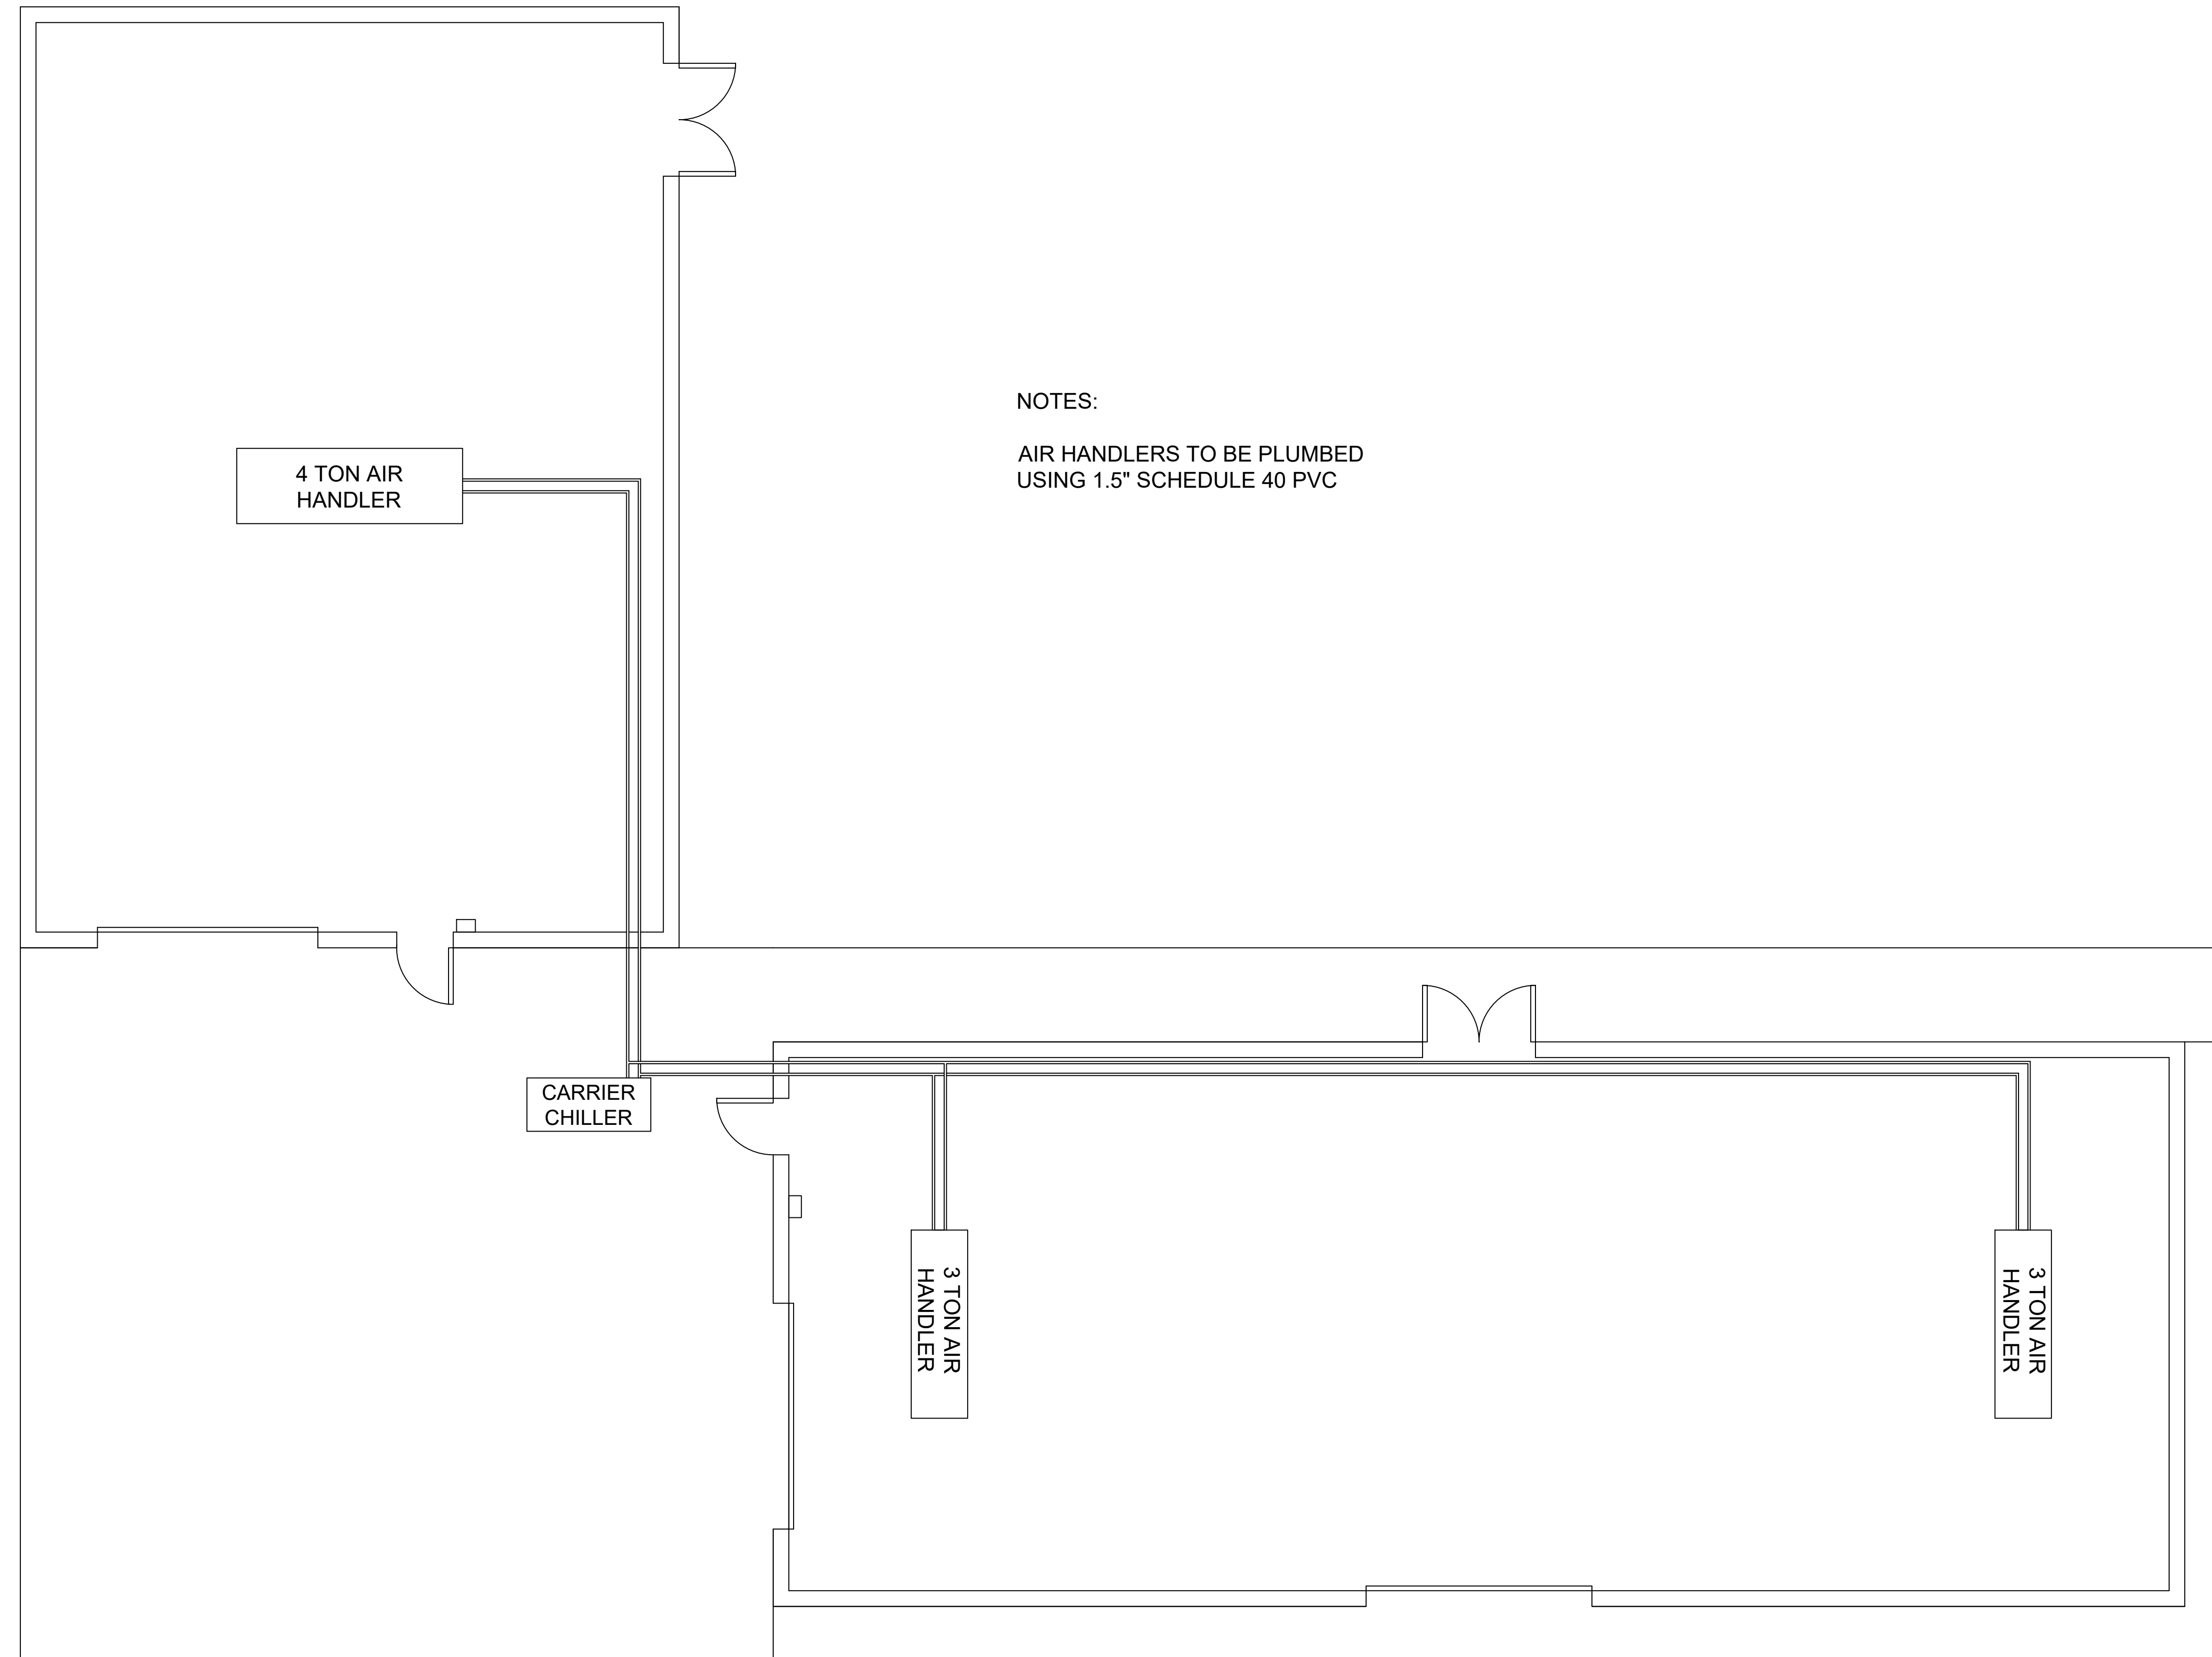 NOTES:
AIR HANDLERS TO BE PLUMBED
USING 1.5" SCHEDULE 40 PVC
4 TON AIR
HANDLER
CARRIER
CHILLER
3 TON AIR
HANDLER
3 TON AIR
HANDLER